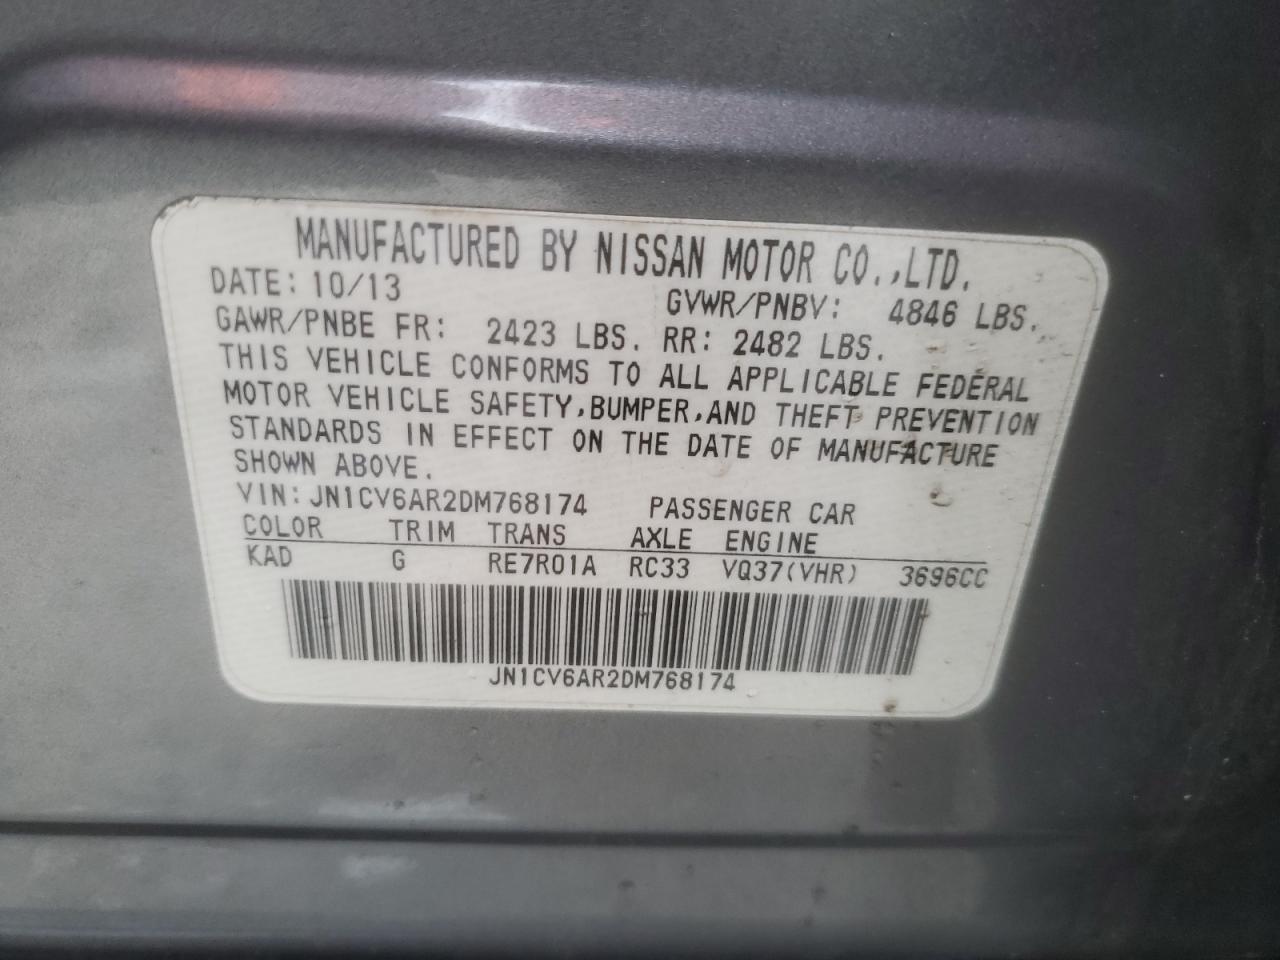 MANUFACTURED BY NISSAN MOTOR CO.,LTD.
DATE: 10/13 GVWR/PNBV: 4846 LBS.
GAWR/PNBE FR: 2423 LBS. RR: 2482 LBS.
THIS VEHICLE CONFORMS TO ALL APPLICABLE FEDERAL
MOTOR VEHICLE SAFETY,BUMPER,AND THEFT PREVENTION
STANDARDS IN EFFECT ON THE DATE OF MANUFACTURE
SHOWN ABOVE.
VIN: JN1CV6AR2DM768174 PASSENGER CAR
COLOR TRIM TRANS AXLE ENGINE
KAD G RE7R01A RC33 VQ37(VHR) 3696CC
JN1CV6AR2DM768174